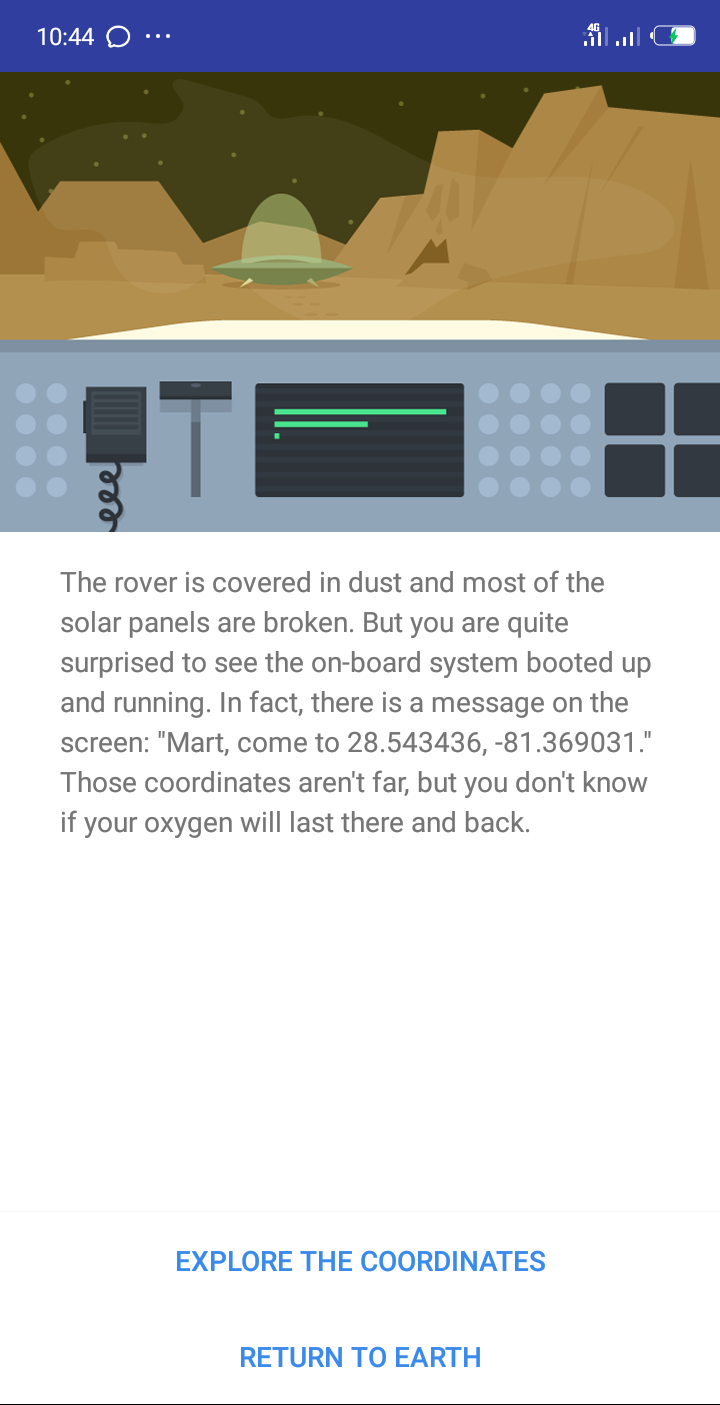 10:44
4G
The rover is covered in dust and most of the
solar panels are broken. But you are quite
surprised to see the on-board system booted up
and running. In fact, there is a message on the
screen: "Mart, come to 28.543436, -81.369031."
Those coordinates aren't far, but you don't know
if your oxygen will last there and back.
EXPLORE THE COORDINATES
RETURN TO EARTH